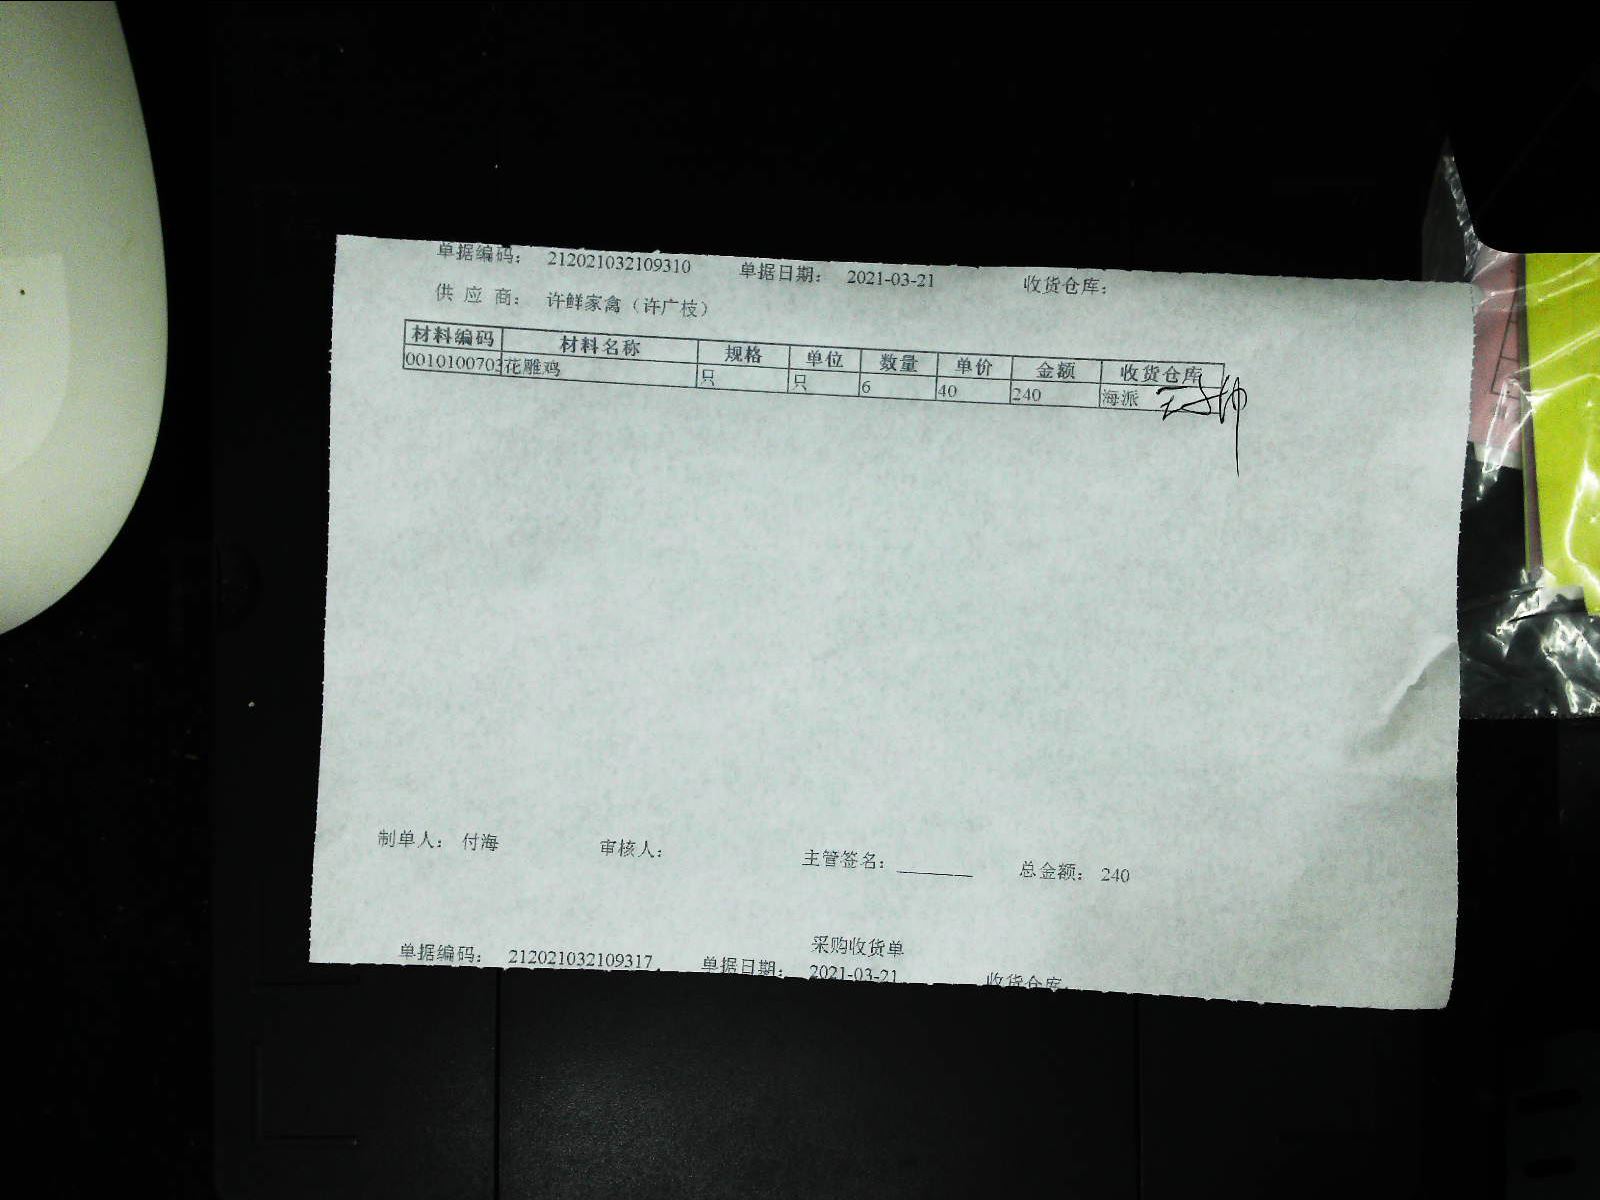 单据编码： 212021032109310 单据日期： 2021-03-21 收货仓库：
供 应 商： 许鲜家禽（许广枝）
材料编码 材料名称 规格 单位 数量 单价 金额 收货仓库
0010100703 花雕鸡 只 只 6 40 240 海派
制单人： 付海 审核人： 主管签名： 总金额： 240
采购收货单
单据编码： 212021032109317 单据日期： 2021-03-21 收货仓库